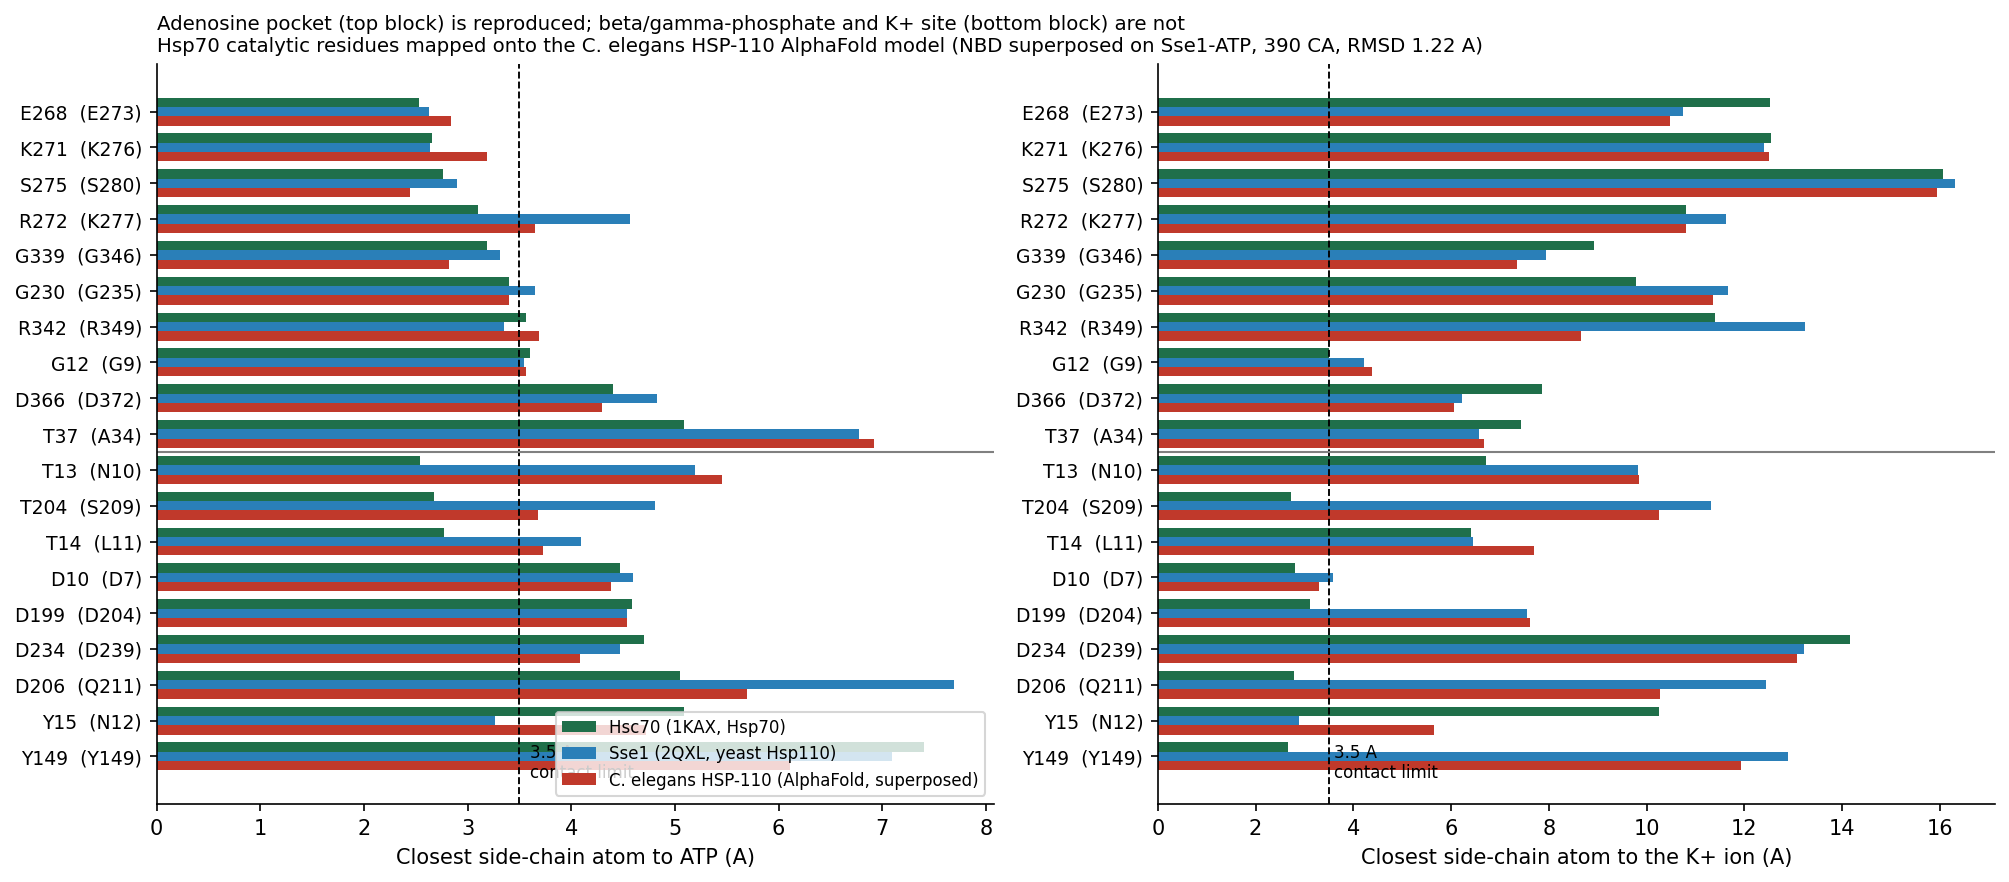 Adenosine pocket (top block) is reproduced; beta/gamma-phosphate and K+ site (bottom block) are not
Hsp70 catalytic residues mapped onto the C. elegans HSP-110 AlphaFold model (NBD superposed on Sse1-ATP, 390 CA, RMSD 1.22 A)
E268 (E273)
K271 (K276)
S275 (S280)
R272 (K277)
G339 (G346)
G230 (G235)
R342 (R349)
G12 (G9)
D366 (D372)
T37 (A34)
T13 (N10)
T204 (S209)
T14 (L11)
D10 (D7)
D199 (D204)
D234 (D239)
D206 (Q211)
Y15 (N12)
Y149 (Y149)
Hsc70 (1KAX, Hsp70)
Sse1 (2QXL, yeast Hsp110)
C. elegans HSP-110 (AlphaFold, superposed)
3.5
contact limit
0 1 2 3 4 5 6 7 8
Closest side-chain atom to ATP (A)
E268 (E273)
K271 (K276)
S275 (S280)
R272 (K277)
G339 (G346)
G230 (G235)
R342 (R349)
G12 (G9)
D366 (D372)
T37 (A34)
T13 (N10)
T204 (S209)
T14 (L11)
D10 (D7)
D199 (D204)
D234 (D239)
D206 (Q211)
Y15 (N12)
Y149 (Y149)
3.5 A
contact limit
0 2 4 6 8 10 12 14 16
Closest side-chain atom to the K+ ion (A)